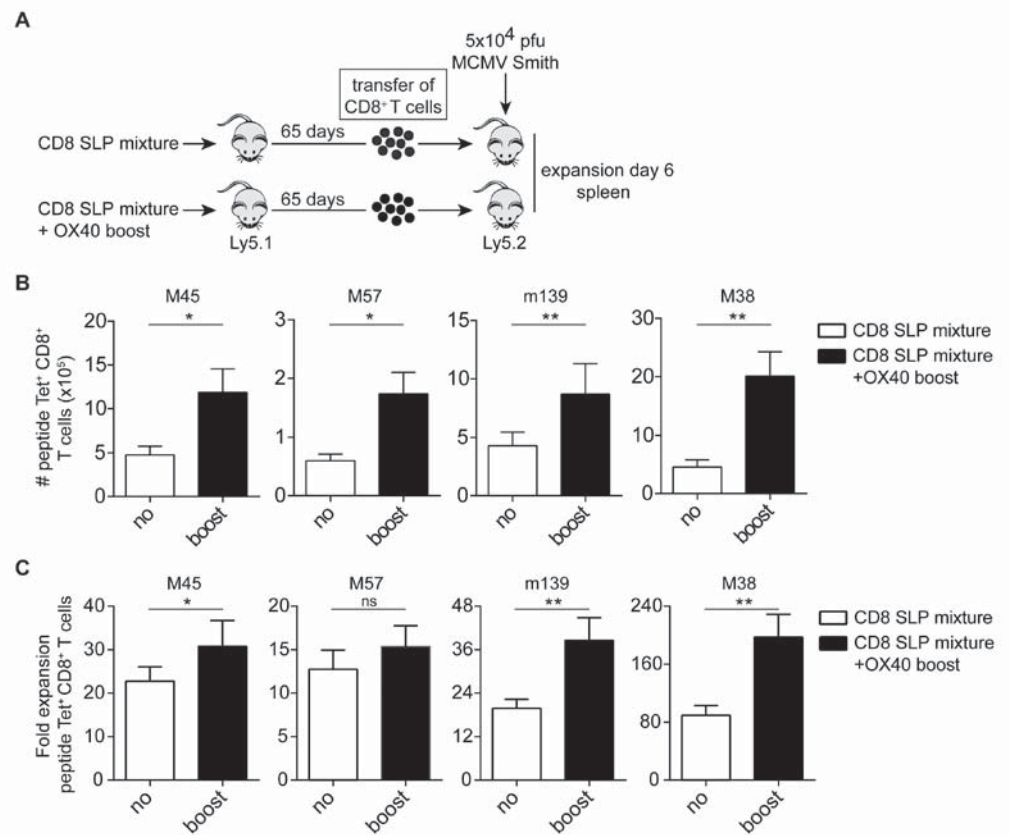 A
5x10⁴ pfu
MCMV Smith
transfer of
CD8⁺ T cells
CD8 SLP mixture
65 days
expansion day 6
spleen
CD8 SLP mixture
+ OX40 boost
65 days
Ly5.1
Ly5.2
B
# peptide Tet⁺ CD8⁺
T cells (x10⁵)
M45
*
20
15
10
5
0
no
boost
M57
*
3
2
1
0
no
boost
m139
**
15
10
5
0
no
boost
M38
**
30
20
10
0
no
boost
CD8 SLP mixture
CD8 SLP mixture
+OX40 boost
C
Fold expansion
peptide Tet⁺ CD8⁺ T cells
M45
*
40
30
20
10
0
no
boost
M57
ns
20
15
10
5
0
no
boost
m139
**
48
36
24
12
0
no
boost
M38
**
240
160
80
0
no
boost
CD8 SLP mixture
CD8 SLP mixture
+OX40 boost